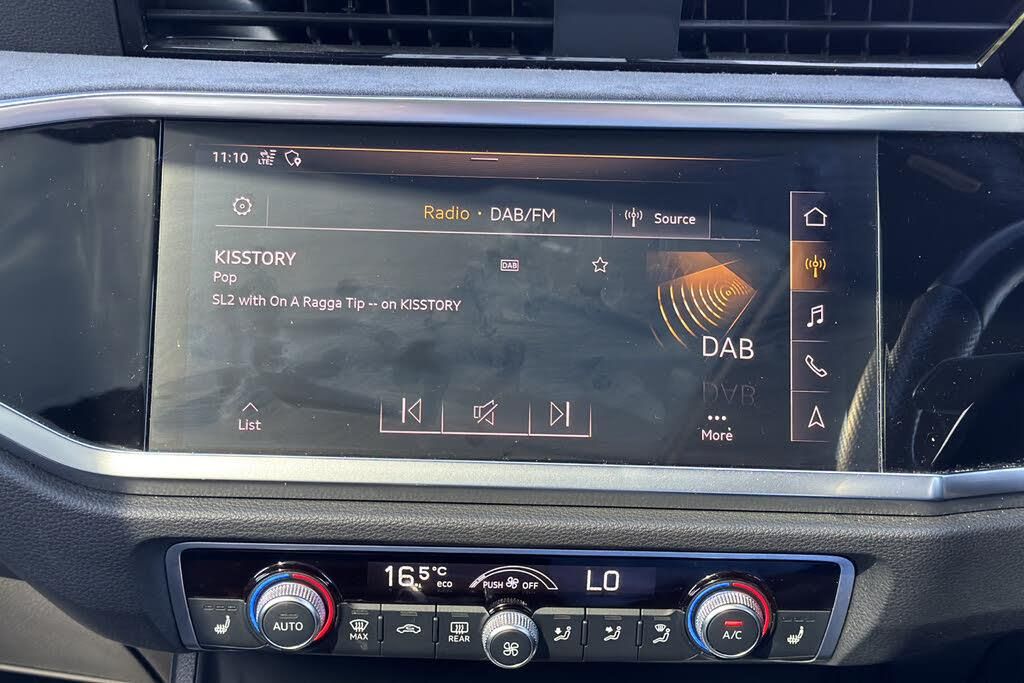 11:10 LTE
Radio · DAB/FM
Source
KISSTORY
DAB
Pop
SL2 with On A Ragga Tip -- on KISSTORY
DAB
List
More
16.5°C
eco
PUSH OFF
LO
AUTO
MAX
REAR
A/C